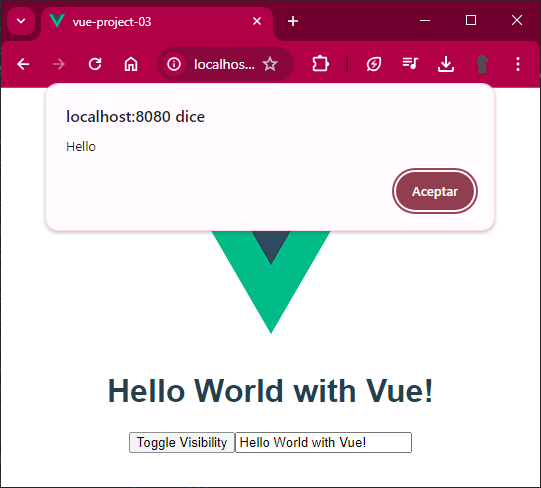 vue-project-03
localhos...
localhost:8080 dice
Hello
Aceptar
Hello World with Vue!
Toggle Visibility Hello World with Vue!